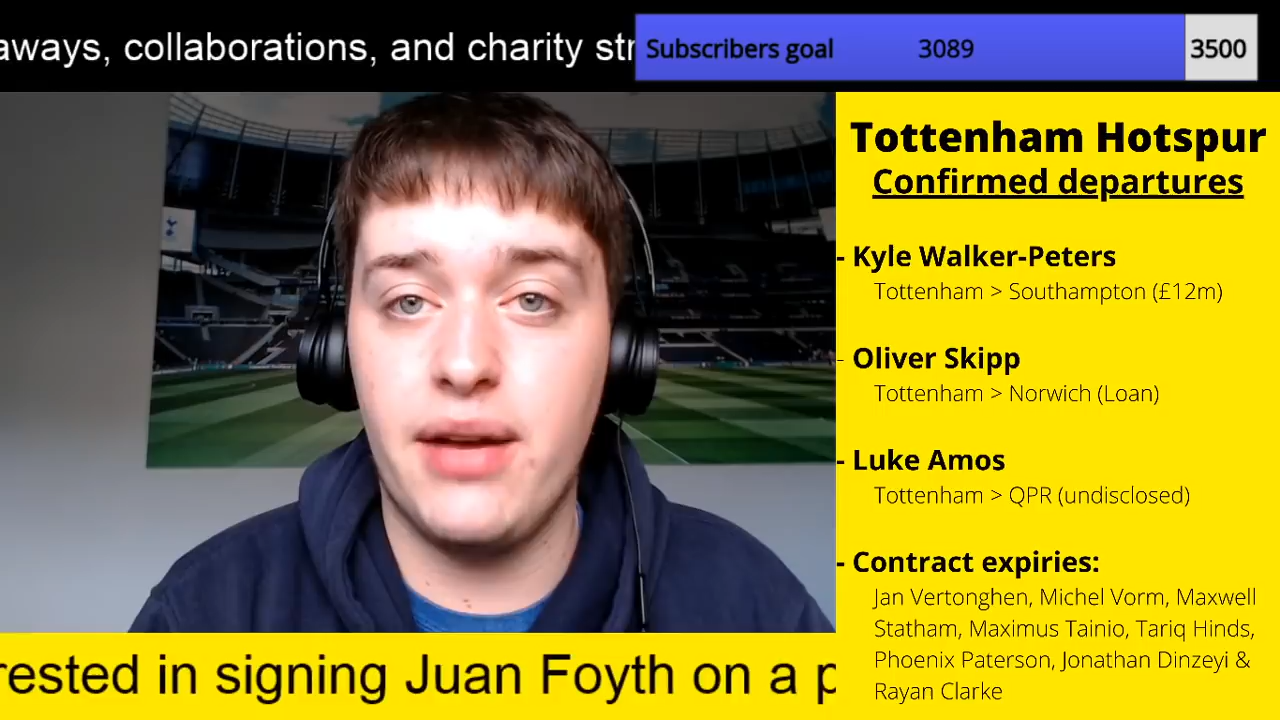 aways, collaborations, and charity str
Subscribers goal 3089 3500
Tottenham Hotspur
Confirmed departures
- Kyle Walker-Peters
Tottenham > Southampton (£12m)
- Oliver Skipp
Tottenham > Norwich (Loan)
- Luke Amos
Tottenham > QPR (undisclosed)
- Contract expiries:
Jan Vertonghen, Michel Vorm, Maxwell
Statham, Maximus Tainio, Tariq Hinds,
Phoenix Paterson, Jonathan Dinzeyi &
Rayan Clarke
rested in signing Juan Foyth on a p